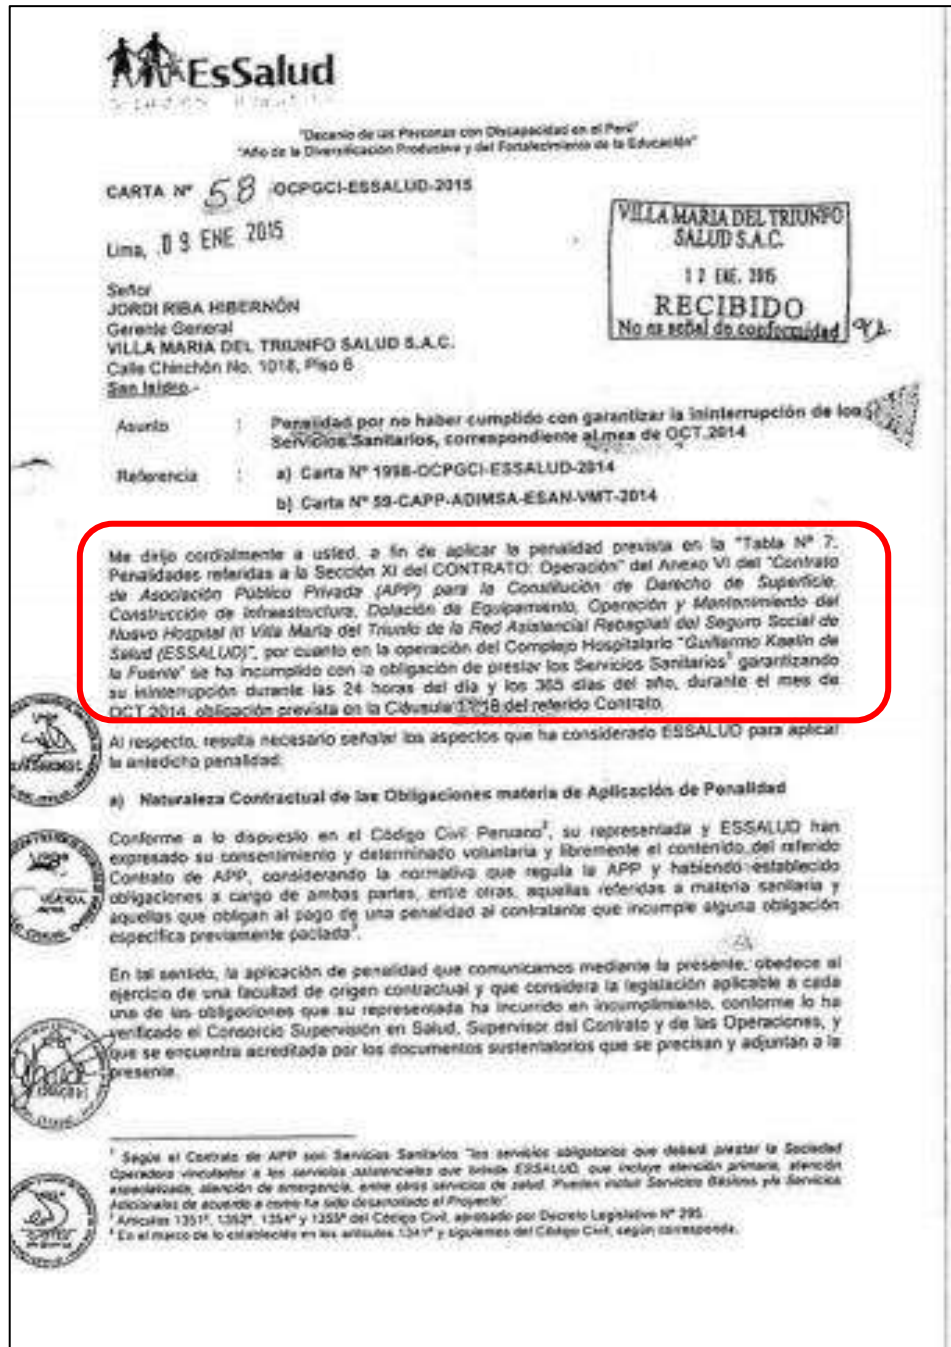 EsSalud
"Decenio de las Personas con Discapacidad en el Perú"
"Año de la Diversificación Productiva y del Fortalecimiento de la Educación"
CARTA Nº 58 -OCPGCI-ESSALUD-2015
Lima, 09 ENE 2015
VILLA MARIA DEL TRIUNFO
SALUD S.A.C.
12 ENE. 2015
RECIBIDO
No es señal de conformidad
Señor
JORDI RIBA HIBERNÓN
Gerente General
VILLA MARIA DEL TRIUNFO SALUD S.A.C.
Calle Chinchón No. 1018, Piso 6
San Isidro.-
Asunto : Penalidad por no haber cumplido con garantizar la ininterrupción de los
Servicios Sanitarios, correspondiente al mes de OCT.2014
Referencia : a) Carta Nº 1998-OCPGCI-ESSALUD-2014
b) Carta Nº 59-CAPP-ADIMSA-ESAN-VMT-2014
Me dirijo cordialmente a usted, a fin de aplicar la penalidad prevista en la "Tabla Nº 7.
Penalidades referidas a la Sección XI del CONTRATO: Operación" del Anexo VI del "Contrato
de Asociación Público Privada (APP) para la Constitución de Derecho de Superficie,
Construcción de Infraestructura, Dotación de Equipamiento, Operación y Mantenimiento del
Nuevo Hospital III Villa María del Triunfo de la Red Asistencial Rebagliati del Seguro Social de
Salud (ESSALUD)", por cuanto en la operación del Complejo Hospitalario "Guillermo Kaelin de
la Fuente" se ha incumplido con la obligación de prestar los Servicios Sanitarios¹ garantizando
su ininterrupción durante las 24 horas del día y los 365 días del año, durante el mes de
OCT 2014, obligación prevista en la Cláusula del referido Contrato.
Al respecto, resulta necesario señalar los aspectos que ha considerado ESSALUD para aplicar
la antedicha penalidad:
a) Naturaleza Contractual de las Obligaciones materia de Aplicación de Penalidad
Conforme a lo dispuesto en el Código Civil Peruano², su representada y ESSALUD han
expresado su consentimiento y determinado voluntaria y libremente el contenido del referido
Contrato de APP, considerando la normativa que regula la APP y habiendo establecido
obligaciones a cargo de ambas partes, entre otras, aquellas referidas a materia sanitaria y
aquellas que obligan al pago de una penalidad al contratante que incumple alguna obligación
específica previamente pactada³.
En tal sentido, la aplicación de penalidad que comunicamos mediante la presente, obedece al
ejercicio de una facultad de origen contractual y que considera la legislación aplicable a cada
una de las obligaciones que su representada ha incurrido en incumplimiento, conforme lo ha
verificado el Consorcio Supervisión en Salud, Supervisor del Contrato y de las Operaciones, y
que se encuentra acreditada por los documentos sustentatorios que se precisan y adjuntan a la
presente.
¹ Según el Contrato de APP son Servicios Sanitarios "los servicios obligatorios que deberá prestar la Sociedad
Operadora vinculados a los servicios asistenciales que brinda ESSALUD, que incluye atención primaria, atención
especializada, atención de emergencia, entre otros servicios de salud. Pueden incluir Servicios Básicos y/o Servicios
Adicionales de acuerdo a como ha sido desarrollado el Proyecto".
² Artículos 1351º, 1352º, 1354º y 1355º del Código Civil, aprobado por Decreto Legislativo Nº 295.
³ En el marco de lo establecido en los artículos 1341º y siguientes del Código Civil, según corresponda.